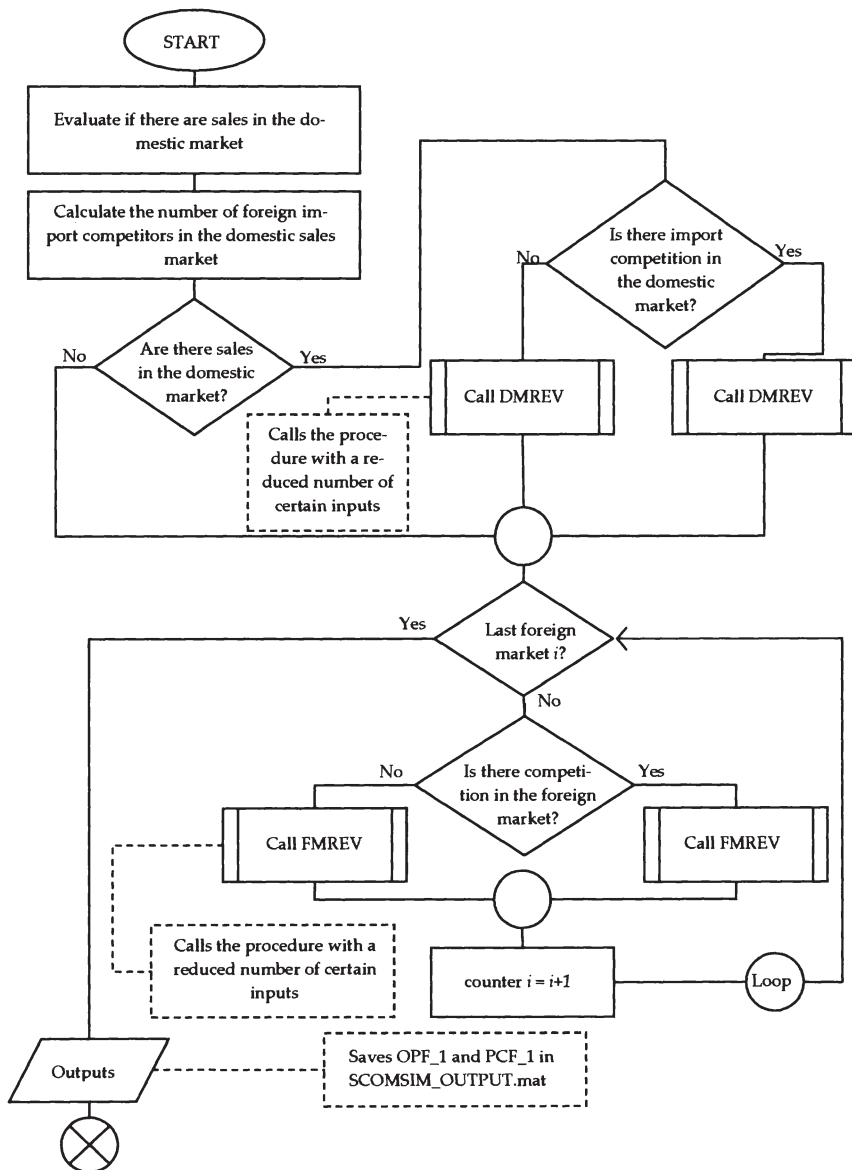 START
Evaluate if there are sales in the do-
mestic market
Calculate the number of foreign im-
port competitors in the domestic sales
market
Is there import
competition in
the domestic
market?
No
Yes
No
Are there sales
in the domestic
market?
Yes
Call DMREV
Call DMREV
Calls the proce-
dure with a re-
duced number of
certain inputs
Yes
Last foreign
market i?
No
No
Is there competi-
tion in the foreign
market?
Yes
Call FMREV
Call FMREV
Calls the procedure with a
reduced number of certain
inputs
counter i = i+1
Loop
Outputs
Saves OPF_1 and PCF_1 in
SCOMSIM_OUTPUT.mat